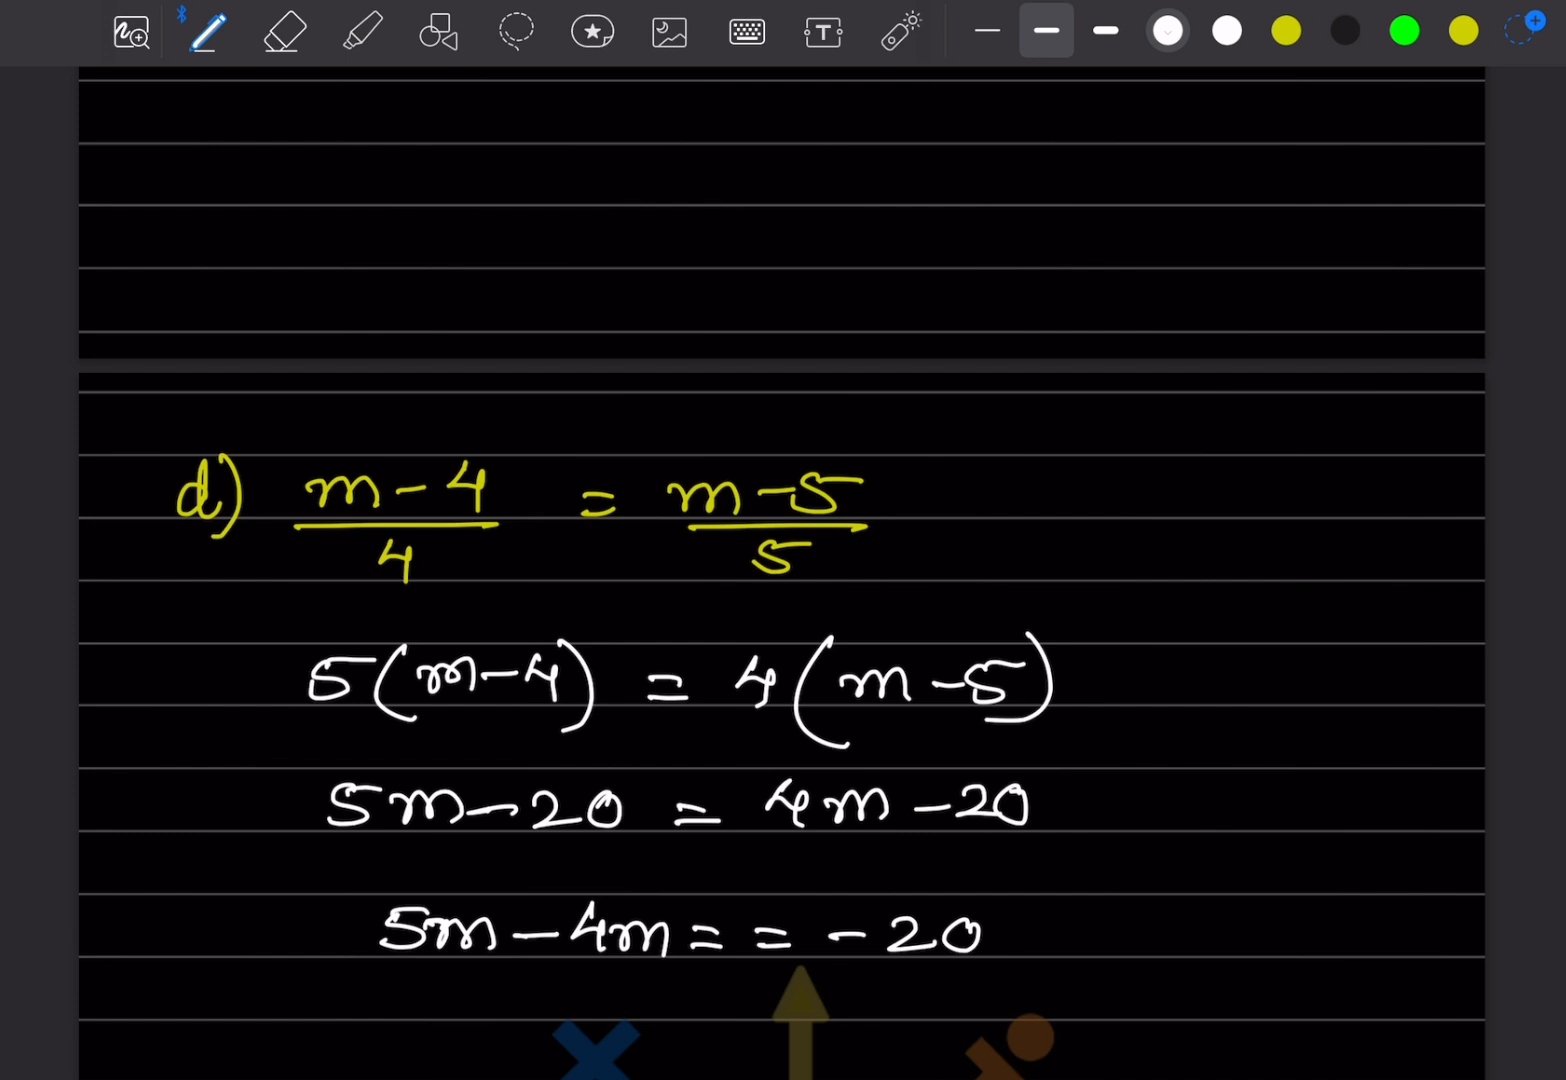 d) m-4/4 = m-5/5
5(m-4) = 4(m-5)
5m-20 = 4m-20
5m-4m = = -20